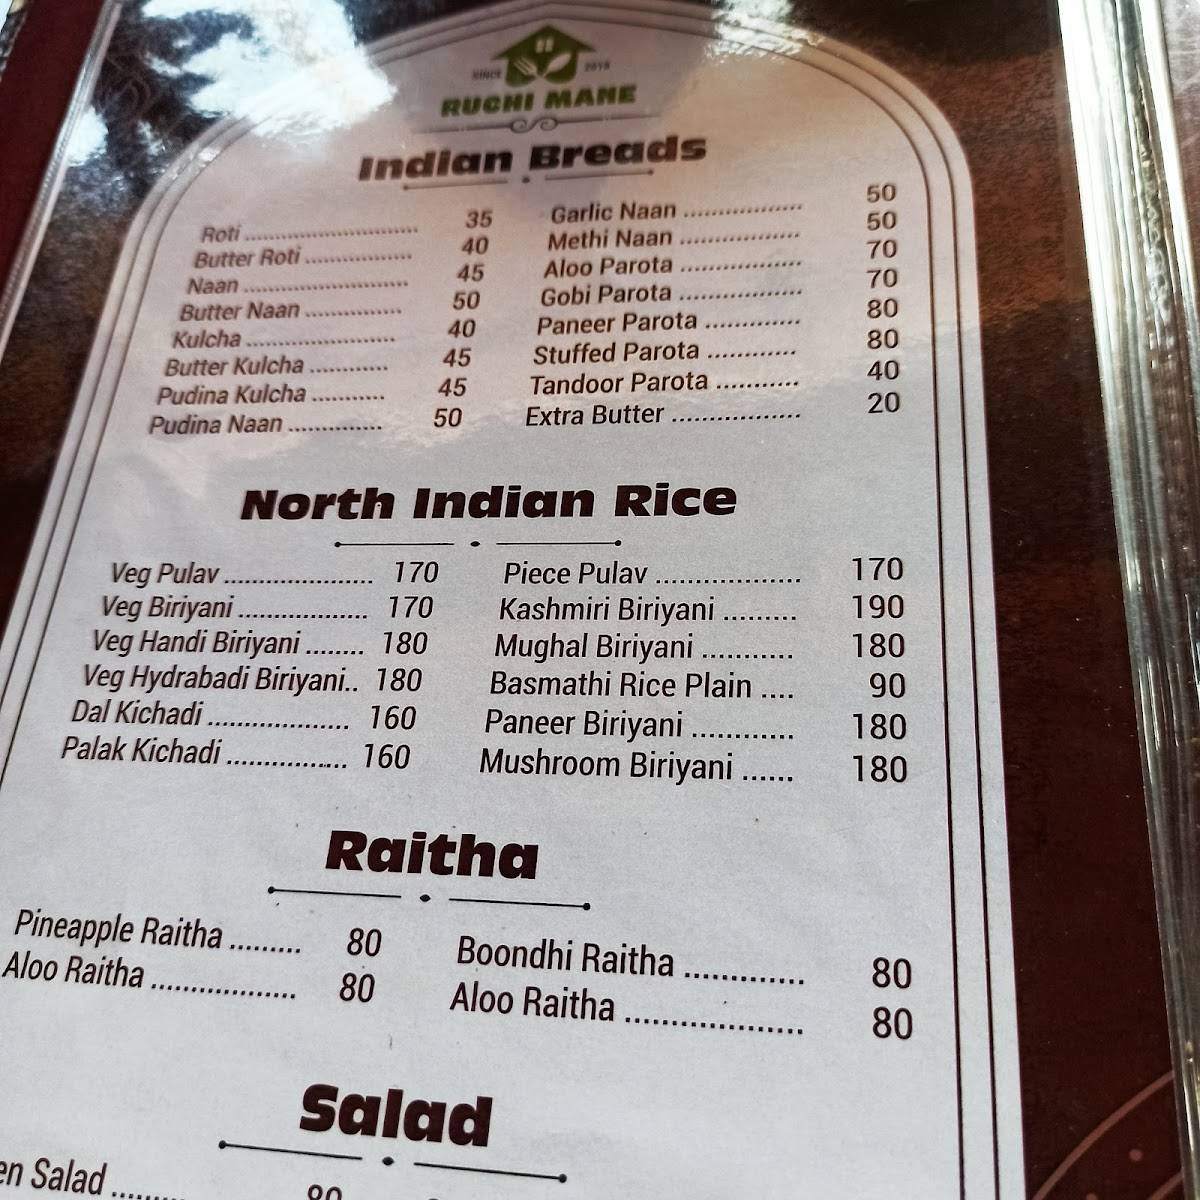 SINCE 2018
RUCHI MANE
Indian Breads
Roti .......................... 35
Butter Roti ................ 40
Naan .......................... 45
Butter Naan .............. 50
Kulcha ....................... 40
Butter Kulcha ............ 45
Pudina Kulcha ........... 45
Pudina Naan .............. 50
Garlic Naan .................. 50
Methi Naan .................. 50
Aloo Parota .................. 70
Gobi Parota .................. 70
Paneer Parota .............. 80
Stuffed Parota ............. 80
Tandoor Parota ............ 40
Extra Butter .................. 20
North Indian Rice
Veg Pulav ..................... 170
Veg Biriyani ................... 170
Veg Handi Biriyani ........ 180
Veg Hydrabadi Biriyani.. 180
Dal Kichadi .................... 160
Palak Kichadi ................. 160
Piece Pulav .................. 170
Kashmiri Biriyani ......... 190
Mughal Biriyani ........... 180
Basmathi Rice Plain .... 90
Paneer Biriyani ............ 180
Mushroom Biriyani ...... 180
Raitha
Pineapple Raitha ......... 80
Aloo Raitha .................. 80
Boondhi Raitha ............ 80
Aloo Raitha .................... 80
Salad
en Salad ......... 80